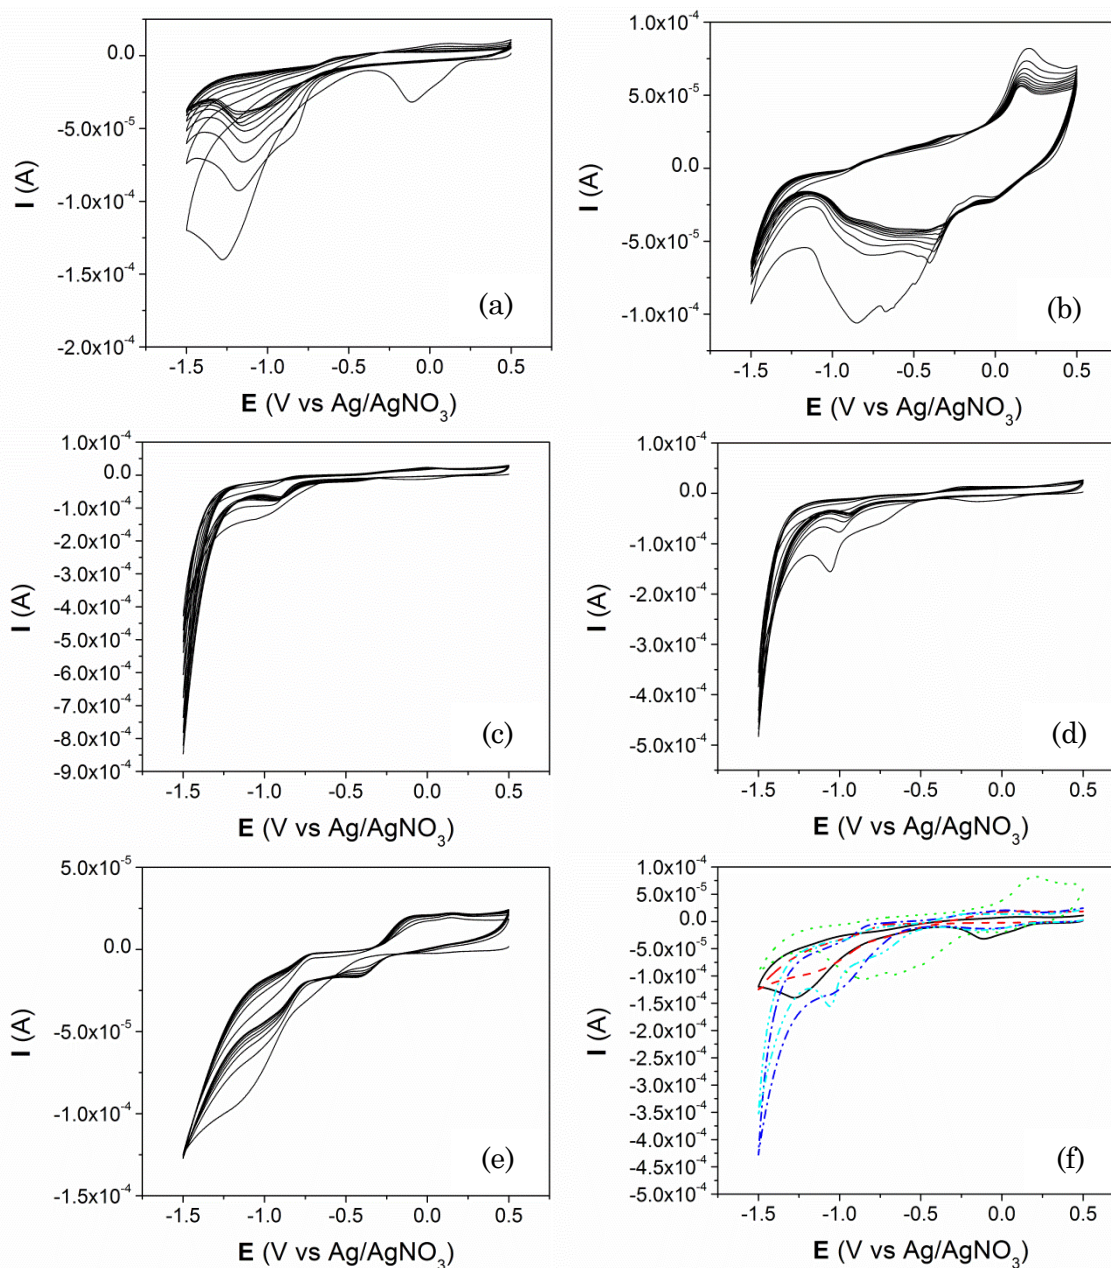 0.0
-5.0x10⁻⁵
-1.0x10⁻⁴
-1.5x10⁻⁴
-2.0x10⁻⁴
I (A)
-1.5 -1.0 -0.5 0.0 0.5
E (V vs Ag/AgNO₃)
(a)
1.0x10⁻⁴
5.0x10⁻⁵
0.0
-5.0x10⁻⁵
-1.0x10⁻⁴
I (A)
-1.5 -1.0 -0.5 0.0 0.5
E (V vs Ag/AgNO₃)
(b)
1.0x10⁻⁴
0.0
-1.0x10⁻⁴
-2.0x10⁻⁴
-3.0x10⁻⁴
-4.0x10⁻⁴
-5.0x10⁻⁴
-6.0x10⁻⁴
-7.0x10⁻⁴
-8.0x10⁻⁴
-9.0x10⁻⁴
I (A)
-1.5 -1.0 -0.5 0.0 0.5
E (V vs Ag/AgNO₃)
(c)
1.0x10⁻⁴
0.0
-1.0x10⁻⁴
-2.0x10⁻⁴
-3.0x10⁻⁴
-4.0x10⁻⁴
-5.0x10⁻⁴
I (A)
-1.5 -1.0 -0.5 0.0 0.5
E (V vs Ag/AgNO₃)
(d)
5.0x10⁻⁵
0.0
-5.0x10⁻⁵
-1.0x10⁻⁴
-1.5x10⁻⁴
I (A)
-1.5 -1.0 -0.5 0.0 0.5
E (V vs Ag/AgNO₃)
(e)
1.0x10⁻⁴
5.0x10⁻⁵
0.0
-5.0x10⁻⁵
-1.0x10⁻⁴
-1.5x10⁻⁴
-2.0x10⁻⁴
-2.5x10⁻⁴
-3.0x10⁻⁴
-3.5x10⁻⁴
-4.0x10⁻⁴
-4.5x10⁻⁴
-5.0x10⁻⁴
I (A)
-1.5 -1.0 -0.5 0.0 0.5
E (V vs Ag/AgNO₃)
(f)